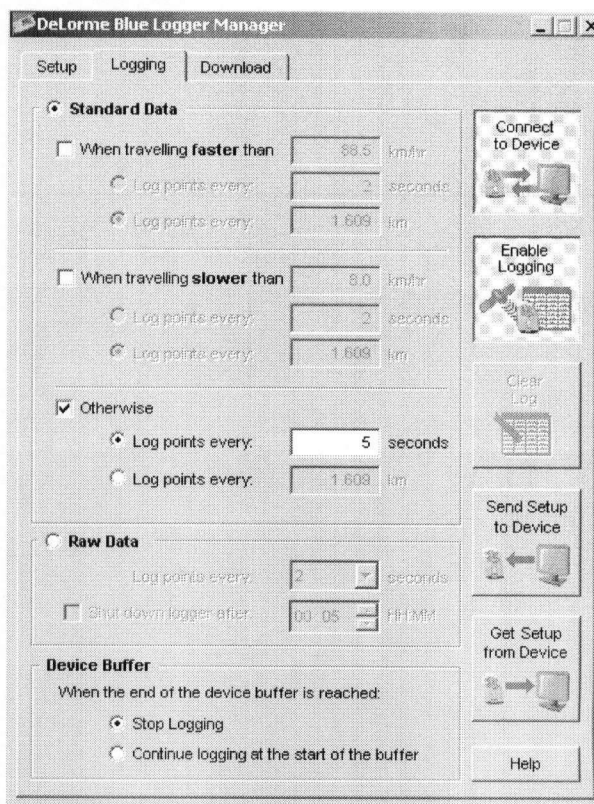 DeLorme Blue Logger Manager
Setup Logging Download
Standard Data
When travelling faster than 88.5 km/hr
Log points every: 2 seconds
Log points every: 1.609 km
When travelling slower than 8.0 km/hr
Log points every: 2 seconds
Log points every: 1.609 km
Otherwise
Log points every: 5 seconds
Log points every: 1.609 km
Raw Data
Log points every: 2 seconds
Shut down logger after: 00:05 HH:MM
Device Buffer
When the end of the device buffer is reached:
Stop Logging
Continue logging at the start of the buffer
Connect
to Device
Enable
Logging
Clear
Log
Send Setup
to Device
Get Setup
from Device
Help